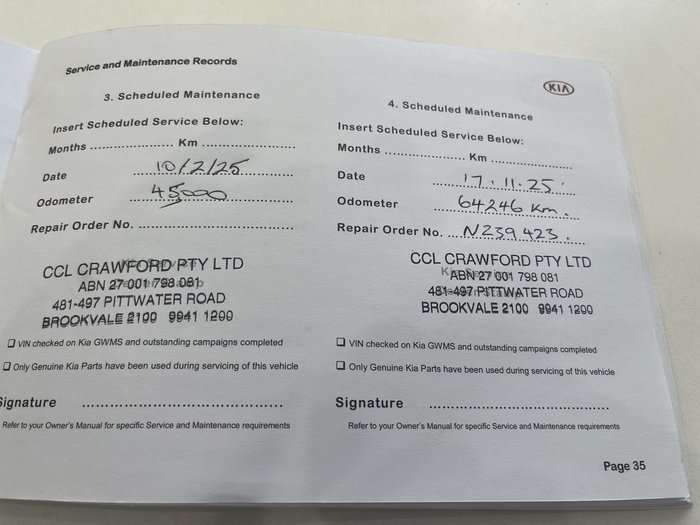 Service and Maintenance Records
3. Scheduled Maintenance
Insert Scheduled Service Below:
Months .................... Km ......................
Date 10/2/25
Odometer 45000
Repair Order No. ....................................
CCL CRAWFORD PTY LTD
ABN 27 001 798 081
481-497 PITTWATER ROAD
BROOKVALE 2100 9941 1200
❑ VIN checked on Kia GWMS and outstanding campaigns completed
❑ Only Genuine Kia Parts have been used during servicing of this vehicle
Signature ..........................................
Refer to your Owner's Manual for specific Service and Maintenance requirements
KIA
4. Scheduled Maintenance
Insert Scheduled Service Below:
Months .................... Km ......................
Date 17.11.25.
Odometer 64246 Km.
Repair Order No. N239423.
CCL CRAWFORD PTY LTD
ABN 27 001 798 081
481-497 PITTWATER ROAD
BROOKVALE 2100 9941 1200
❑ VIN checked on Kia GWMS and outstanding campaigns completed
❑ Only Genuine Kia Parts have been used during servicing of this vehicle
Signature ..........................................
Refer to your Owner's Manual for specific Service and Maintenance requirements
Page 35